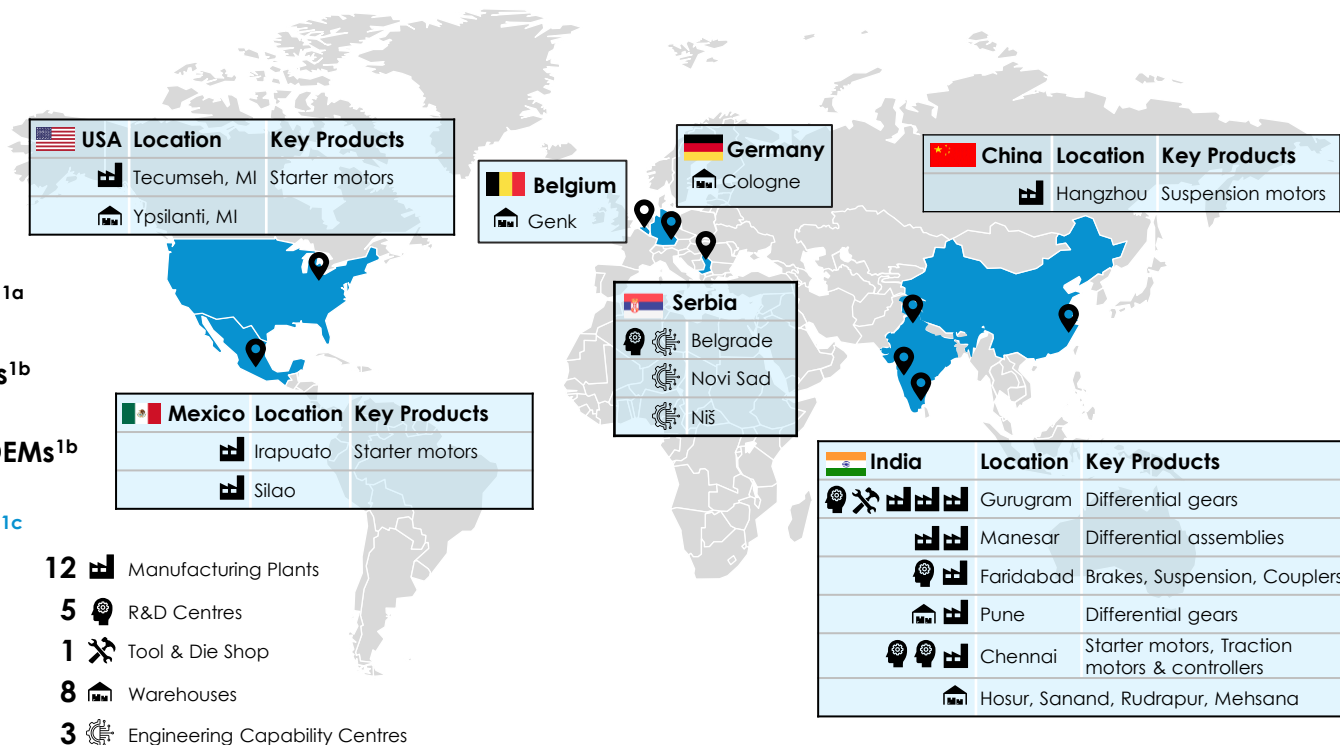 USA Location Key Products
Tecumseh, MI Starter motors
Ypsilanti, MI
Belgium
Genk
Germany
Cologne
China Location Key Products
Hangzhou Suspension motors
Serbia
Belgrade
Novi Sad
Niš
1a
s1b
OEMs1b
1c
Mexico Location Key Products
Irapuato Starter motors
Silao
India Location Key Products
Gurugram Differential gears
Manesar Differential assemblies
Faridabad Brakes, Suspension, Couplers
Pune Differential gears
Chennai Starter motors, Traction
motors & controllers
Hosur, Sanand, Rudrapur, Mehsana
12 Manufacturing Plants
5 R&D Centres
1 Tool & Die Shop
8 Warehouses
3 Engineering Capability Centres